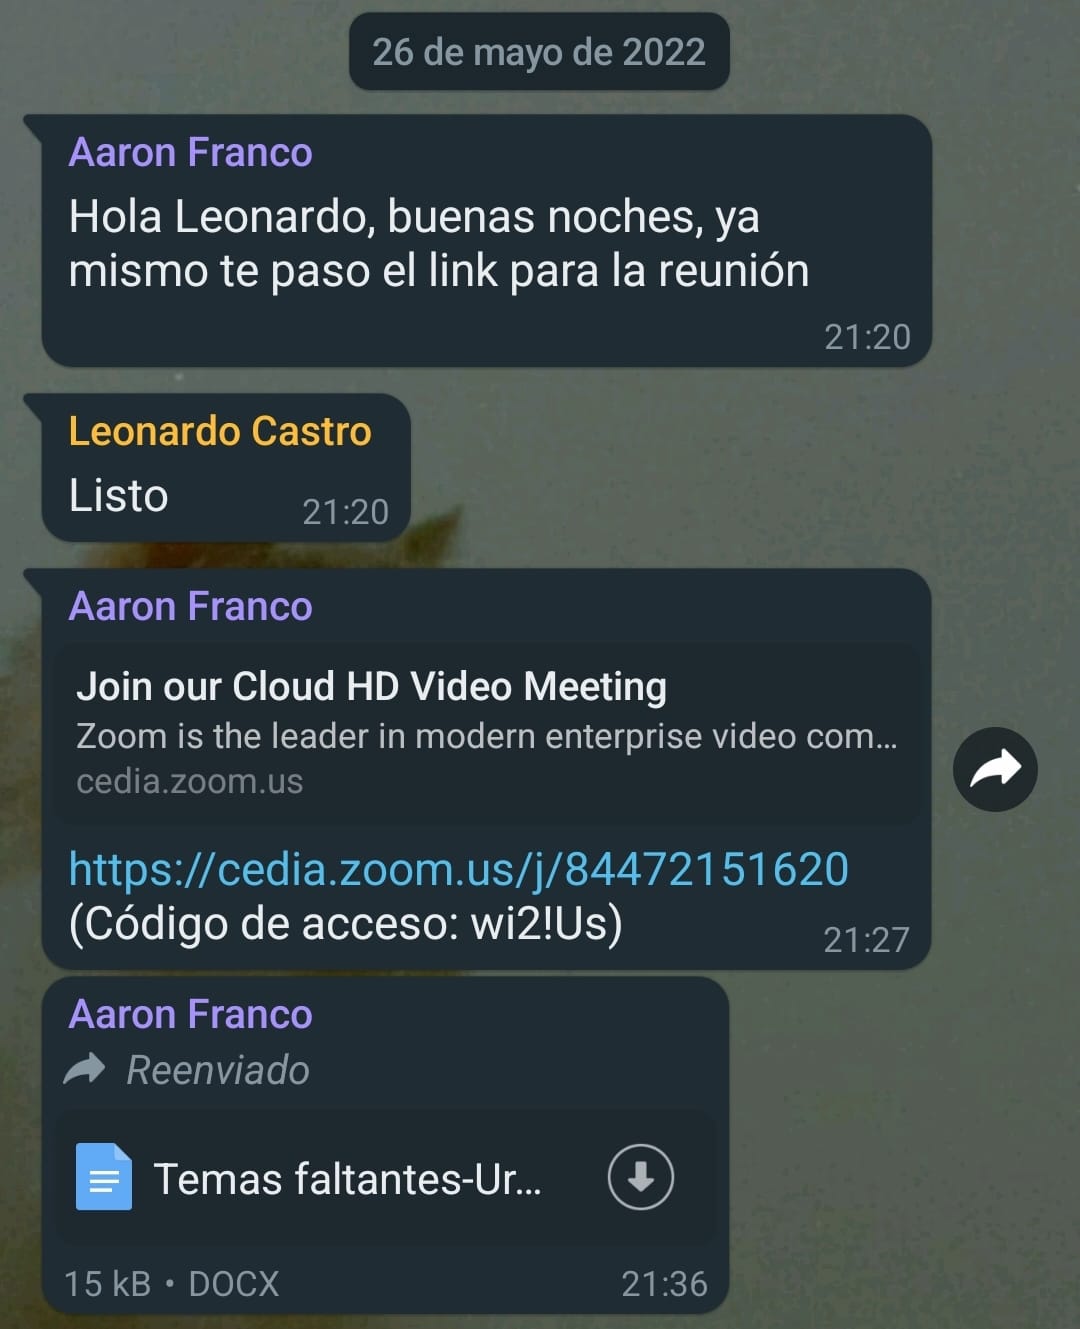 26 de mayo de 2022
Aaron Franco
Hola Leonardo, buenas noches, ya
mismo te paso el link para la reunión
21:20
Leonardo Castro
Listo
21:20
Aaron Franco
Join our Cloud HD Video Meeting
Zoom is the leader in modern enterprise video com...
cedia.zoom.us
https://cedia.zoom.us/j/84472151620
(Código de acceso: wi2!Us)
21:27
Aaron Franco
Reenviado
Temas faltantes-Ur...
15 kB • DOCX
21:36